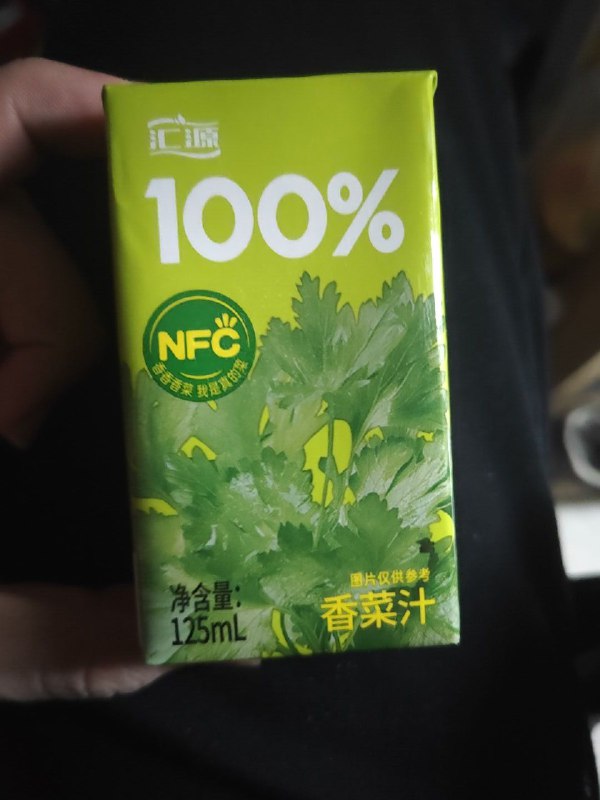 汇源
100%
NFC
香香香菜 我是真的菜
图片仅供参考
净含量:
125mL
香菜汁